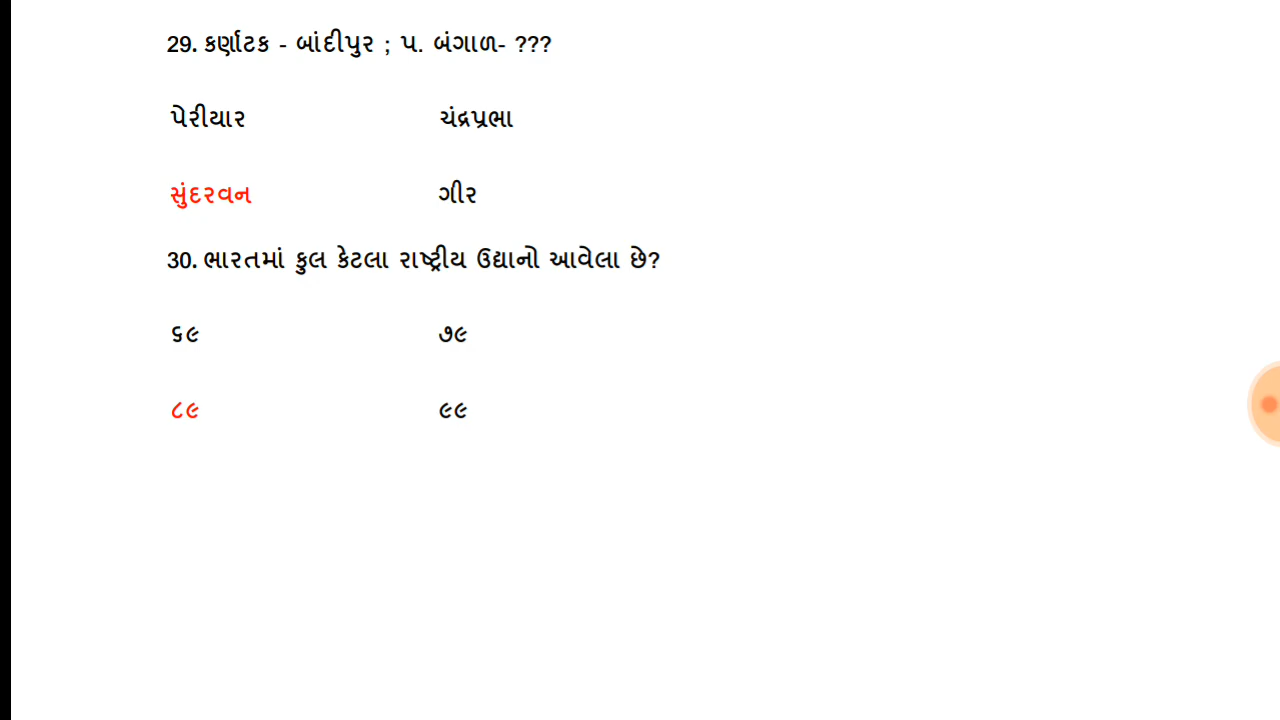 29. કર્ણાટક - બાંદીપુર ; પ. બંગાળ- ???
પેરીયાર ચંદ્રપ્રભા
સુંદરવન ગીર
30. ભારતમાં કુલ કેટલા રાષ્ટ્રીય ઉદ્યાનો આવેલા છે?
૬૯ ૭૯
૮૯ ૯૯